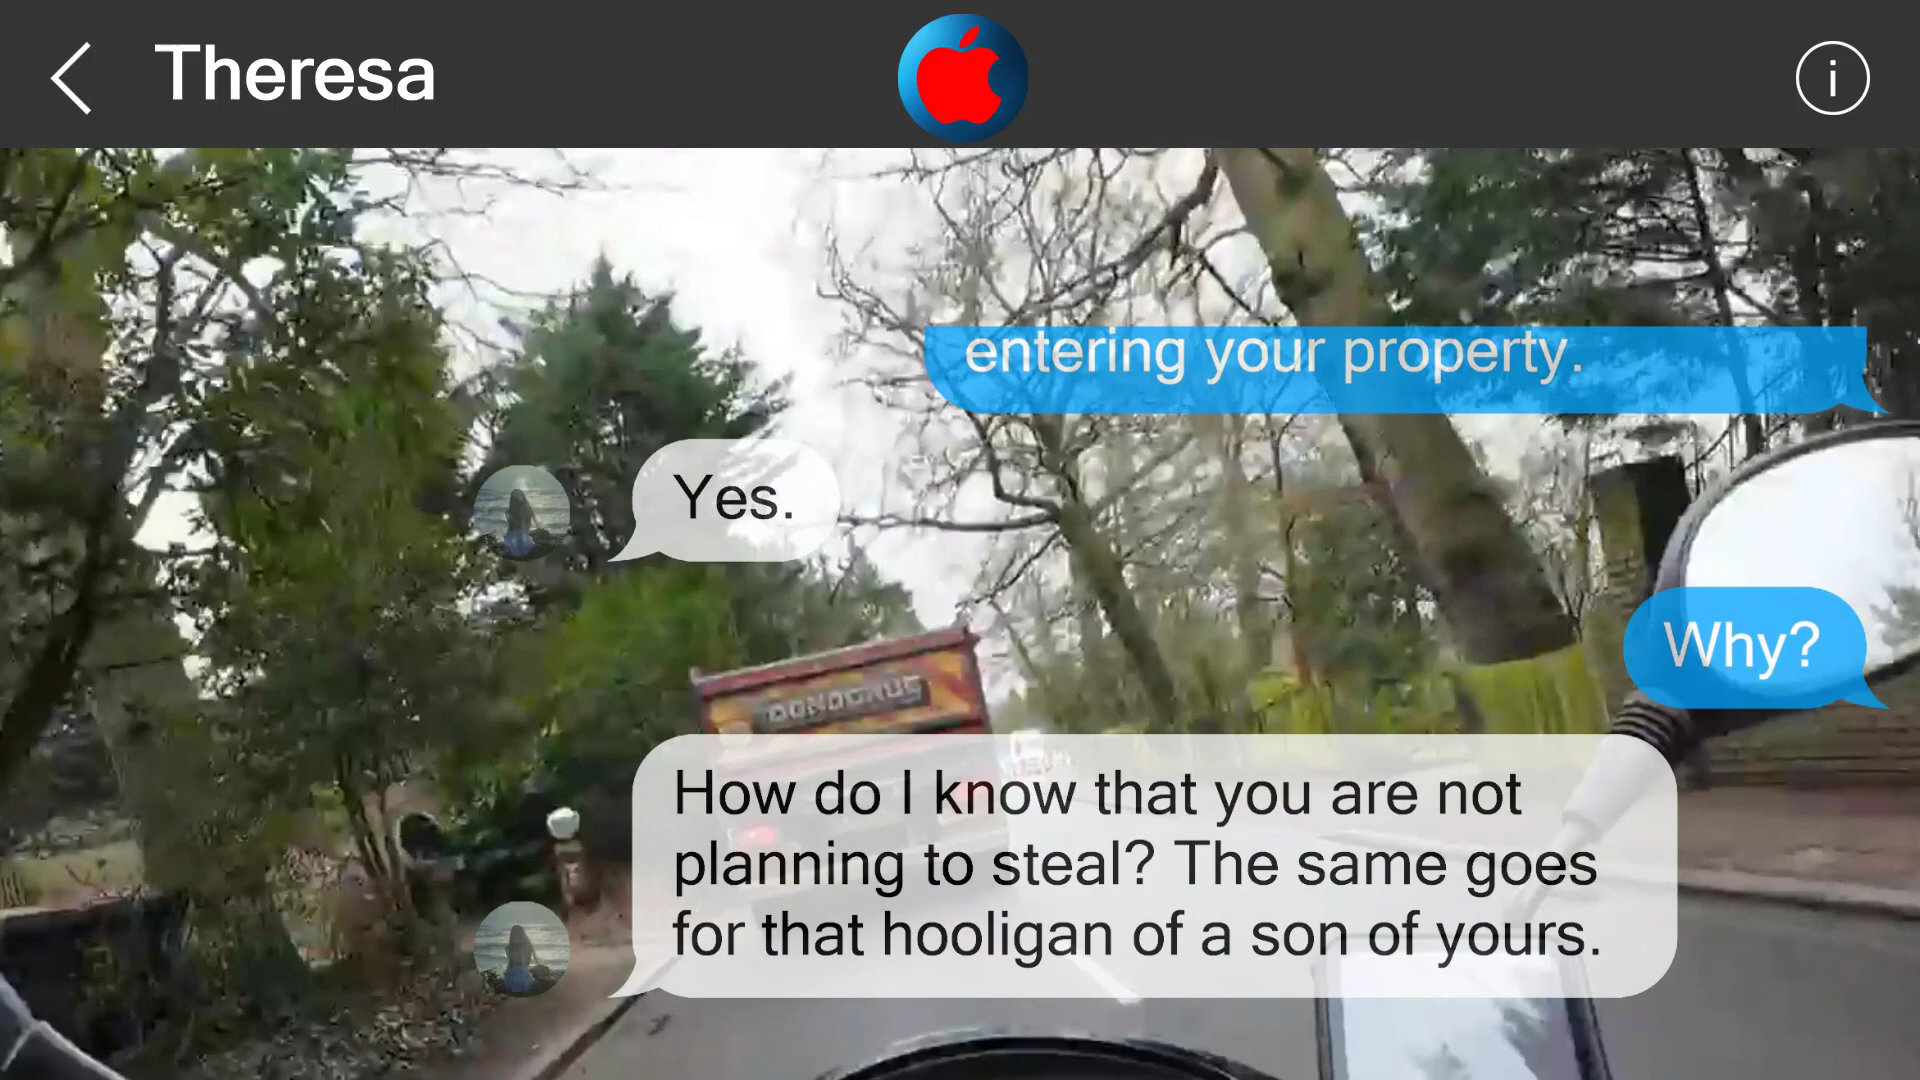 Theresa
i
entering your property.
Yes.
Why?
DONOGHUE
How do I know that you are not
planning to steal? The same goes
for that hooligan of a son of yours.